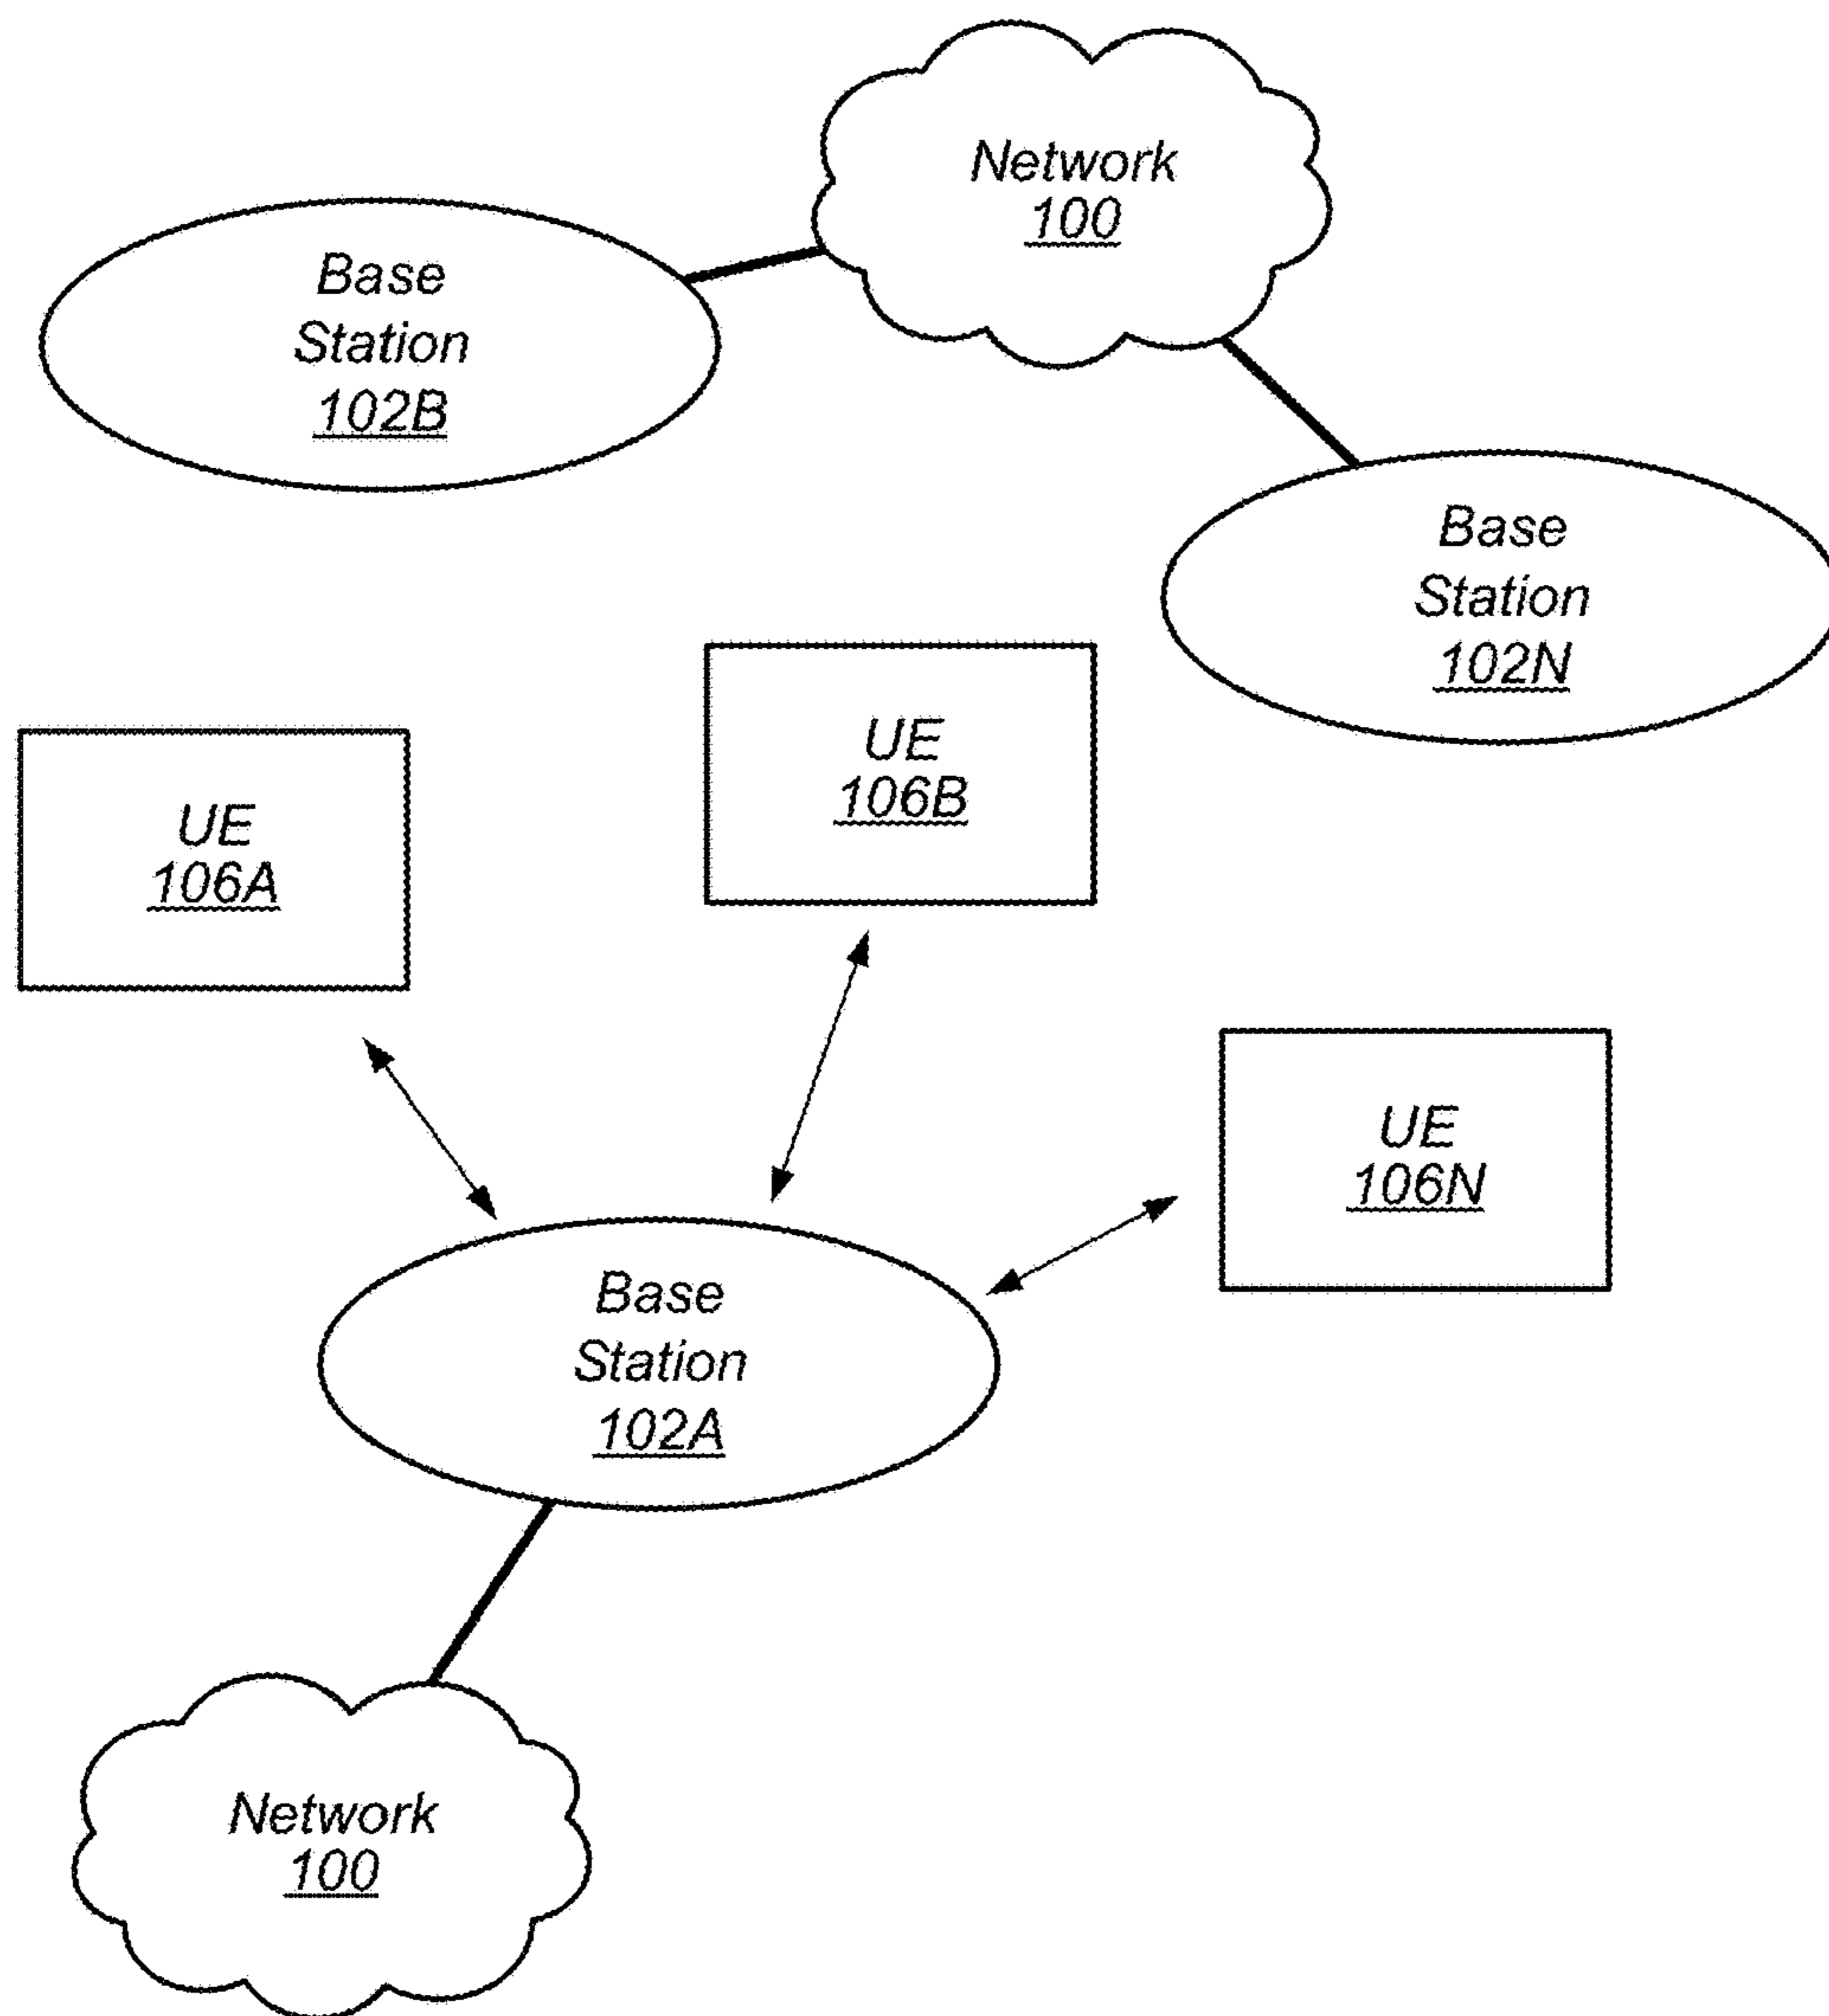 Network
100
Base
Station
102B
Base
Station
102N
UE
106B
UE
106A
UE
106N
Base
Station
102A
Network
100